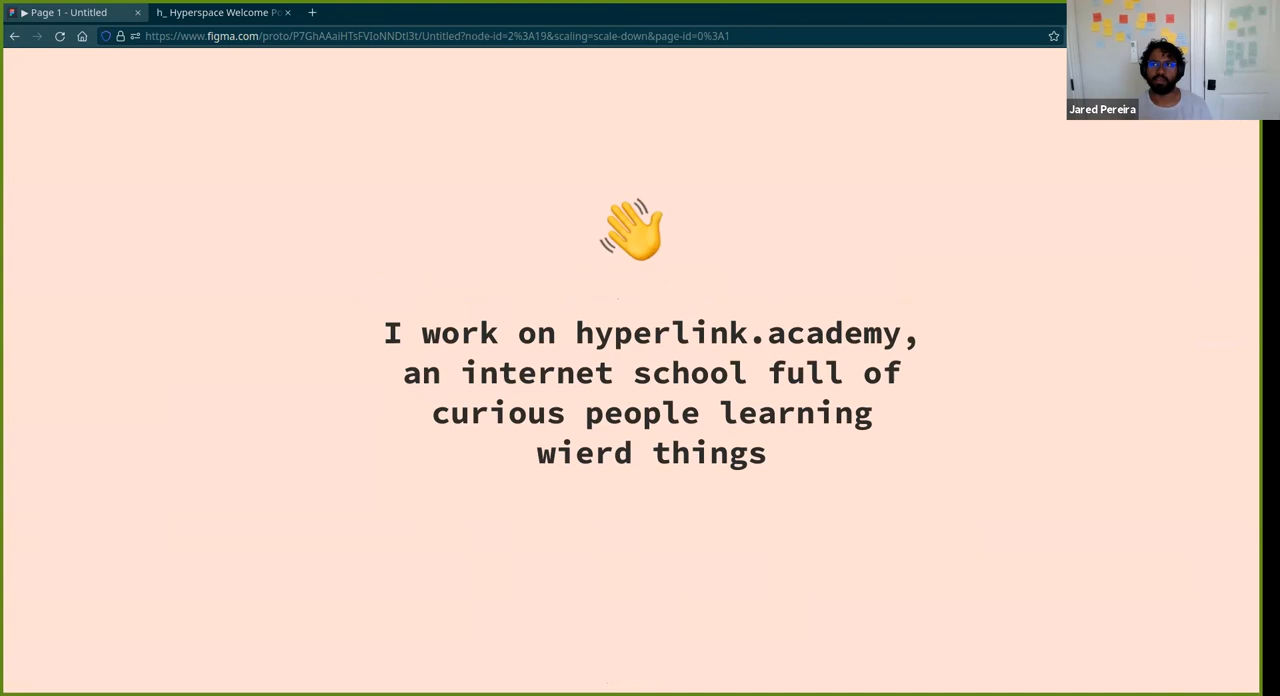 ▶ Page 1 - Untitled
h_ Hyperspace Welcome Po
https://www.figma.com/proto/P7GhAAaiHTsFVIoNNDtI3t/Untitled?node-id=2%3A19&scaling=scale-down&page-id=0%3A1
Jared Pereira
I work on hyperlink.academy,
an internet school full of
curious people learning
wierd things